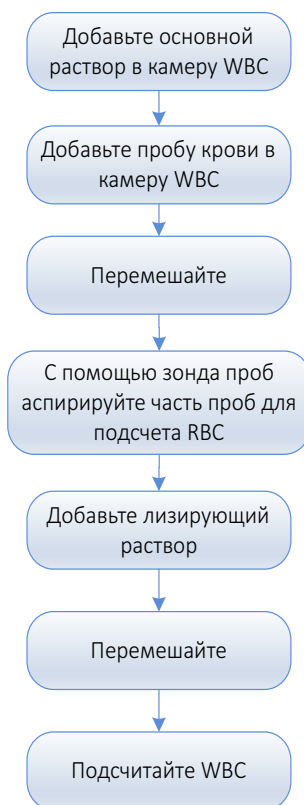 Добавьте основной
раствор в камеру WBC
Добавьте пробу крови в
камеру WBC
Перемешайте
С помощью зонда проб
аспирируйте часть проб для
подсчета RBC
Добавьте лизирующий
раствор
Перемешайте
Подсчитайте WBC